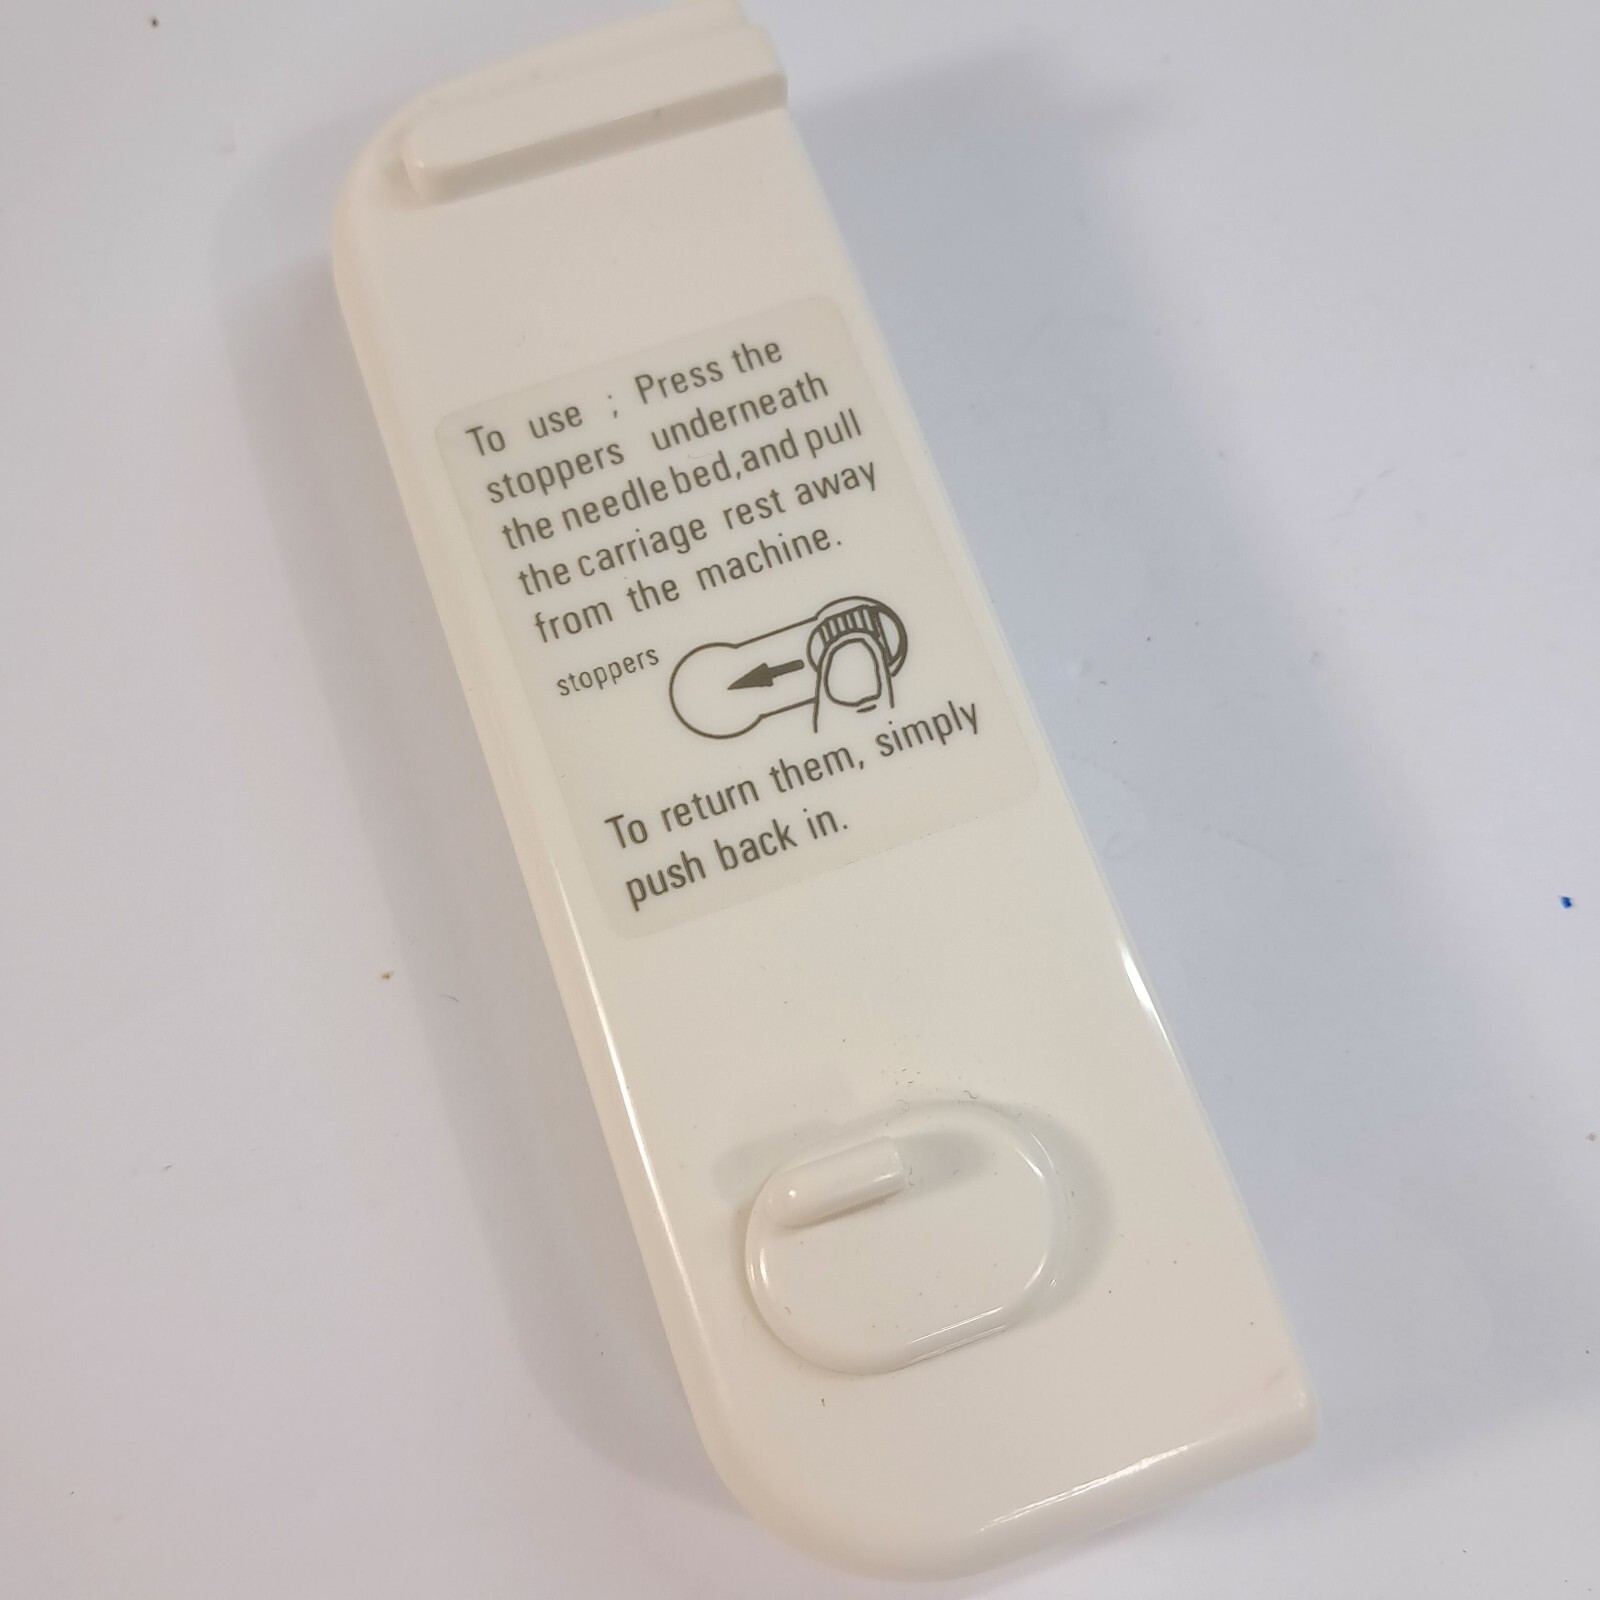 To use ; Press the
stoppers underneath
the needle bed,and pull
the carriage rest away
from the machine.
stoppers
To return them, simply
push back in.